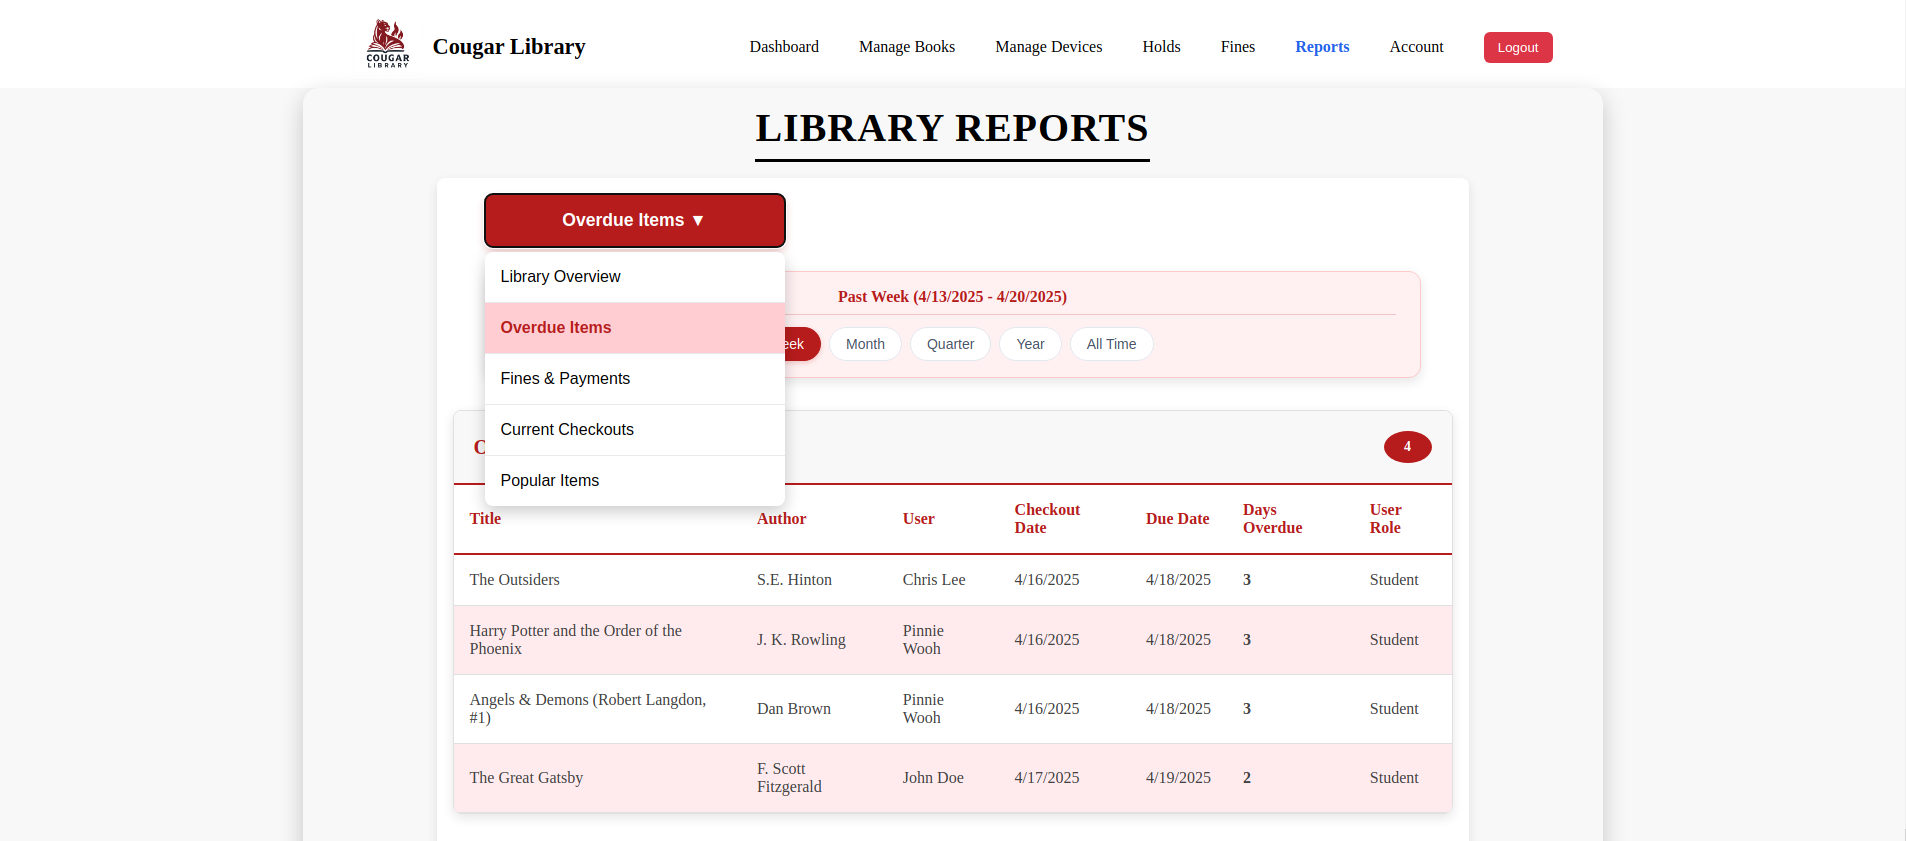 COUGAR
LIBRARY
Cougar Library
Dashboard
Manage Books
Manage Devices
Holds
Fines
Reports
Account
Logout
LIBRARY REPORTS
Overdue Items ▼
Library Overview
Overdue Items
Fines & Payments
Current Checkouts
Popular Items
Past Week (4/13/2025 - 4/20/2025)
Month
Quarter
Year
All Time
4
Title
Author
User
Checkout
Date
Due Date
Days
Overdue
User
Role
The Outsiders
S.E. Hinton
Chris Lee
4/16/2025
4/18/2025
3
Student
Harry Potter and the Order of the
Phoenix
J. K. Rowling
Pinnie
Wooh
4/16/2025
4/18/2025
3
Student
Angels & Demons (Robert Langdon,
#1)
Dan Brown
Pinnie
Wooh
4/16/2025
4/18/2025
3
Student
The Great Gatsby
F. Scott
Fitzgerald
John Doe
4/17/2025
4/19/2025
2
Student